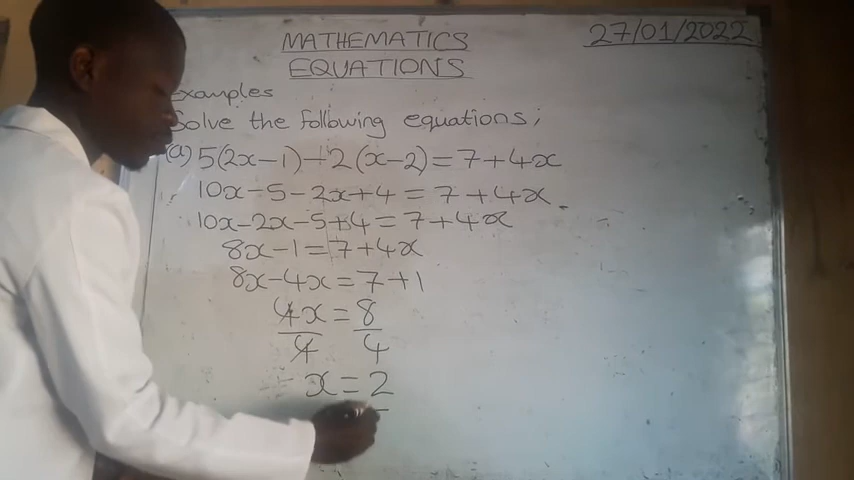 MATHEMATICS 27/01/2022
EQUATIONS
Examples
Solve the following equations;
(a) 5(2x-1)-2(x-2)=7+4x
10x-5-2x+4=7+4x
10x-2x-5+4=7+4x
8x-1=7+4x
8x-4x=7+1
4x=8
4 4
x=2